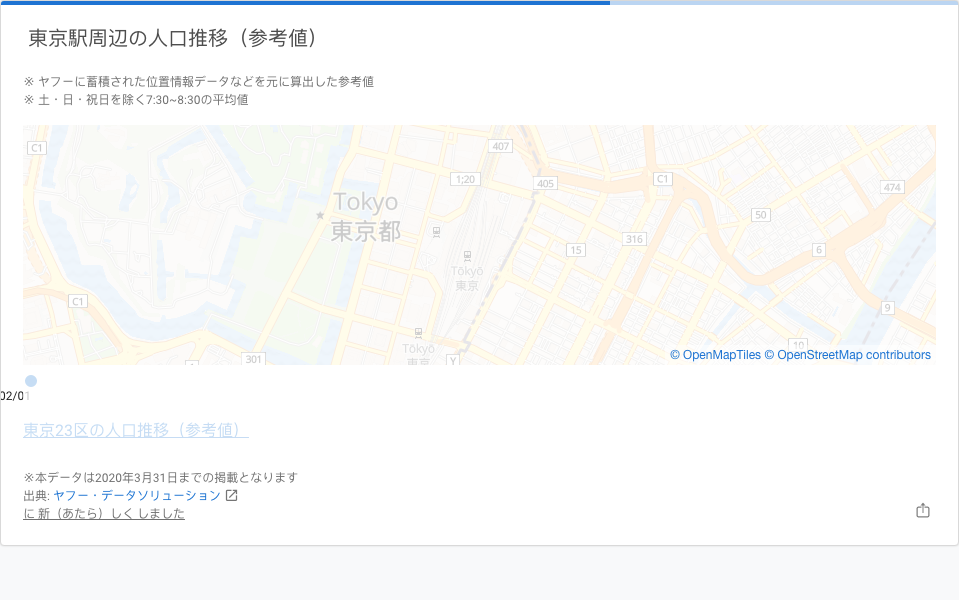 東京駅周辺の人口推移（参考値）
※ ヤフーに蓄積された位置情報データなどを元に算出した参考値
※ 土・日・祝日を除く7:30~8:30の平均値
C1
407
1;20
405
C1
474
Tokyo
東京都
50
316
15
6
Tōkyō
東京
C1
9
10
Tōkyō
東京
301
Y
© OpenMapTiles © OpenStreetMap contributors
02/01
東京23区の人口推移（参考値）
※本データは2020年3月31日までの掲載となります
出典: ヤフー・データソリューション
に 新（あたら）しく しました